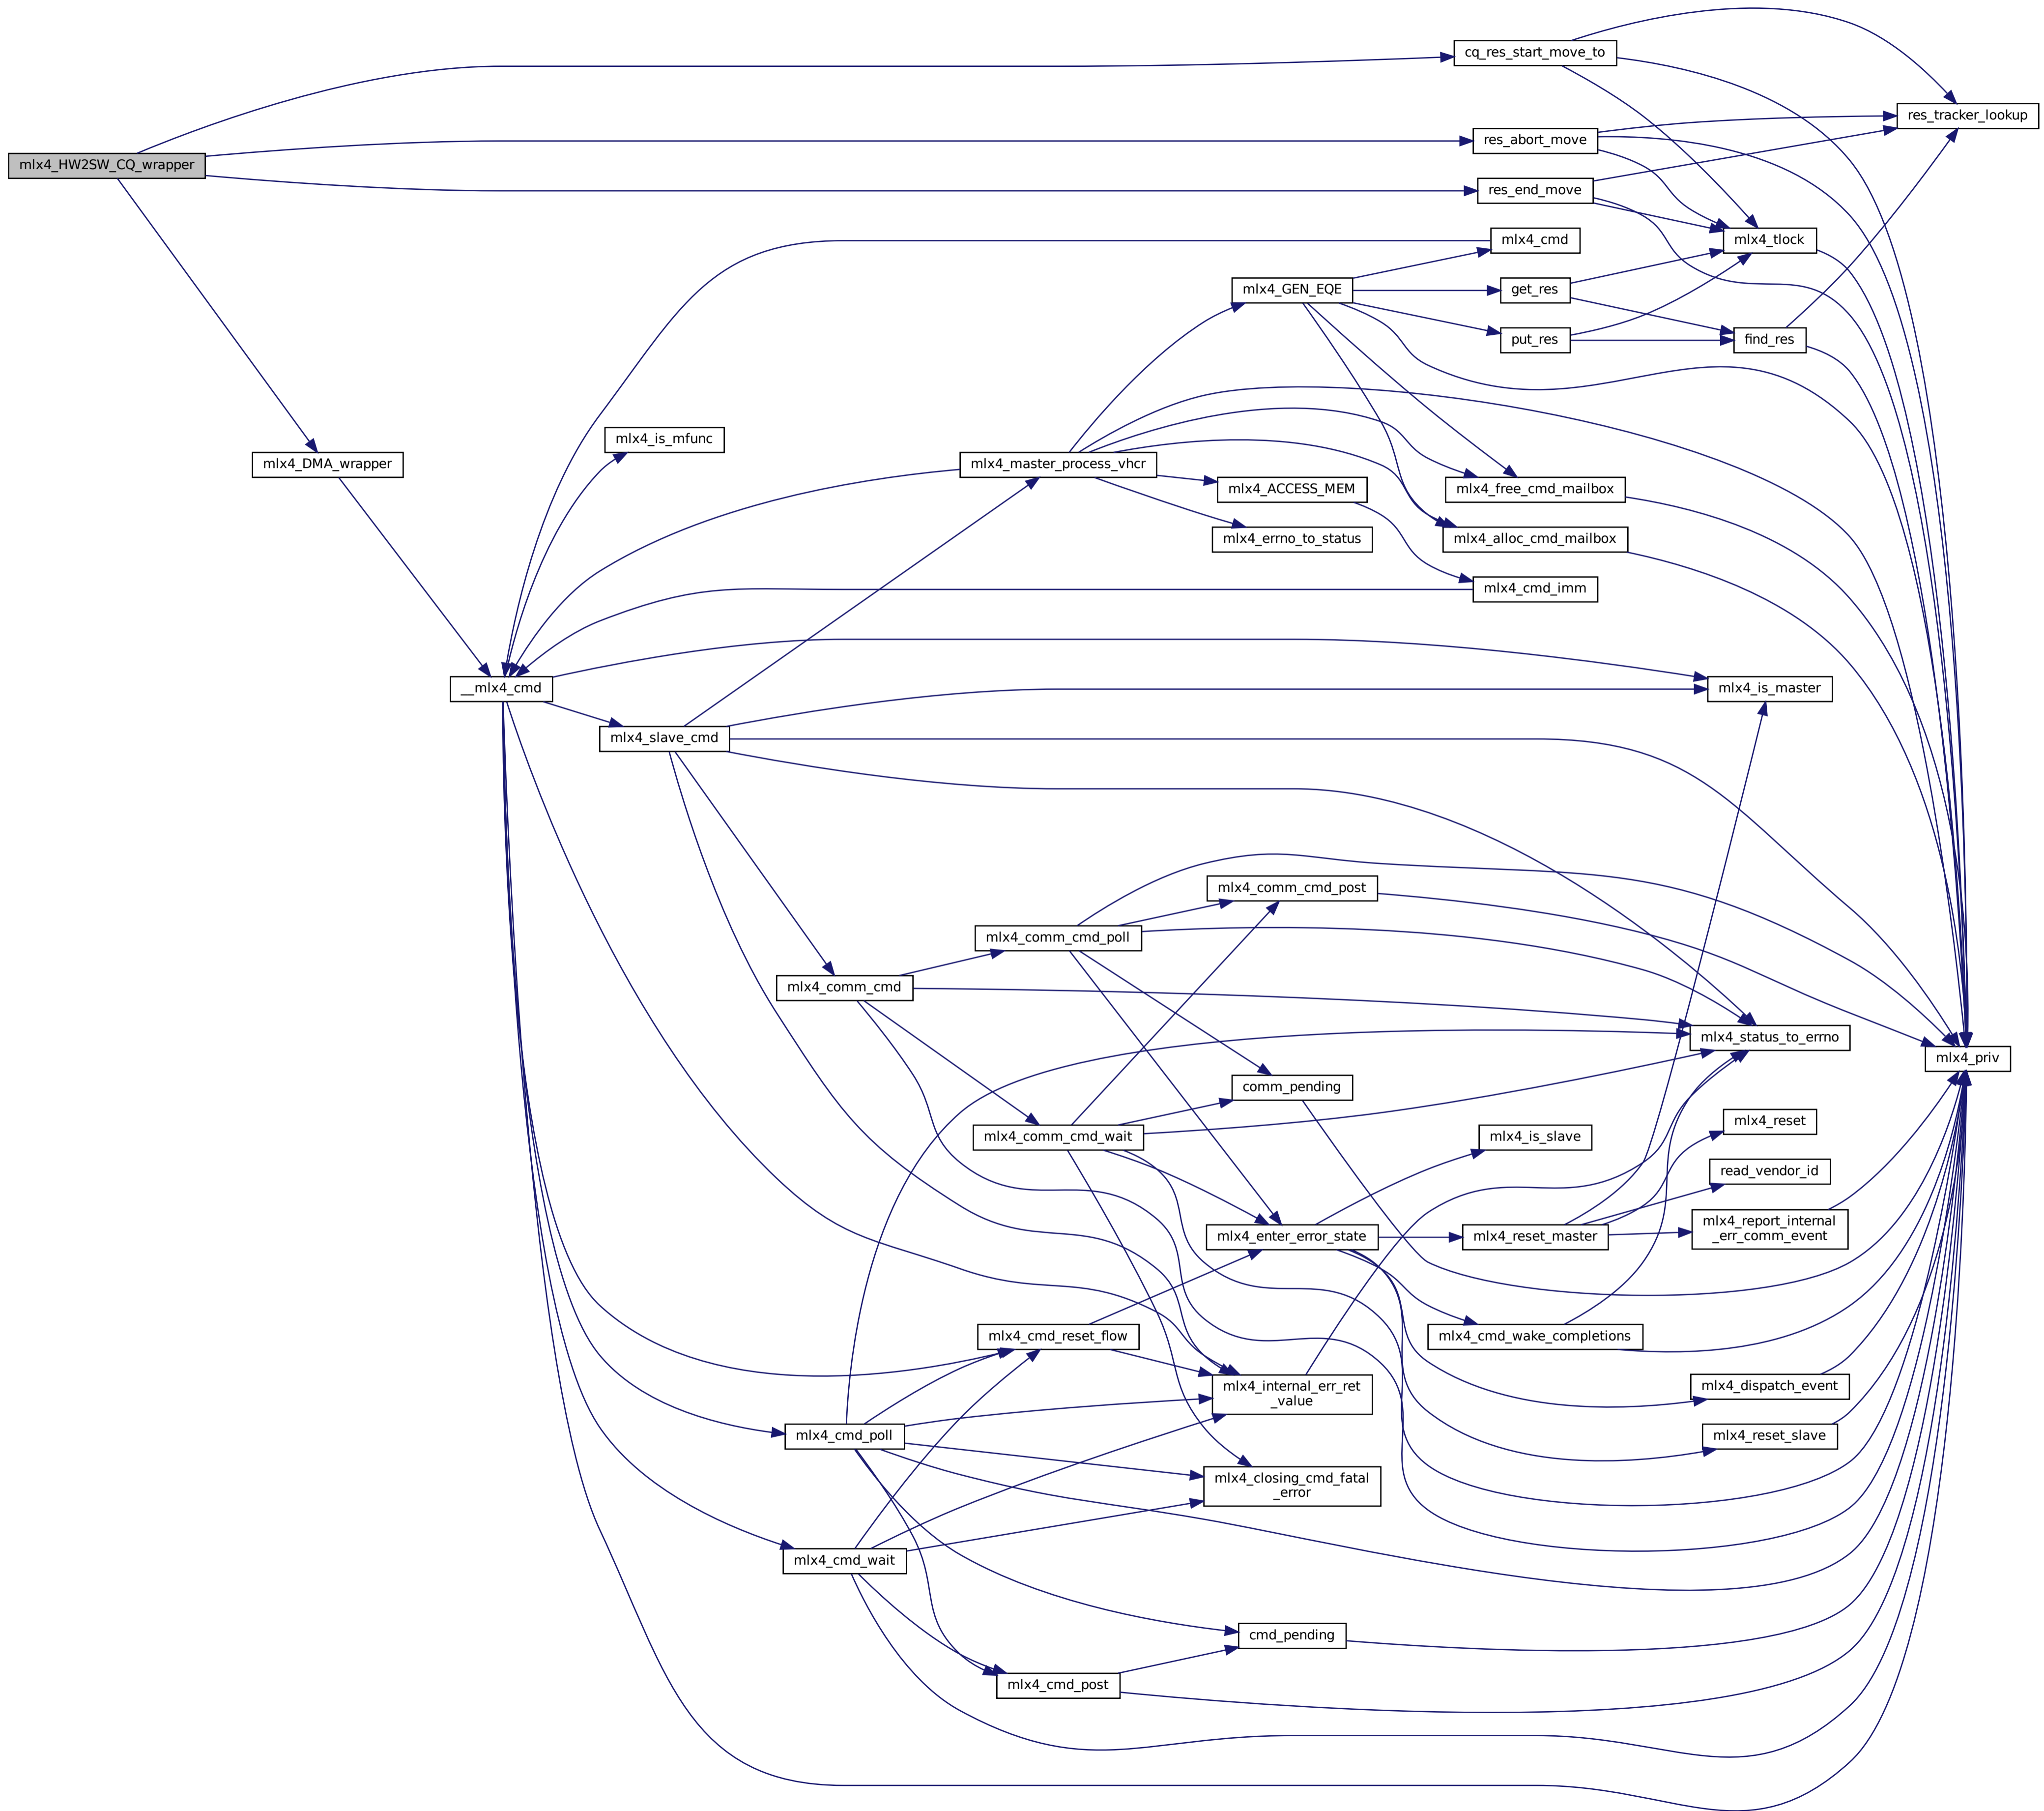 cq_res_start_move_to
res_tracker_lookup
res_abort_move
mlx4_HW2SW_CQ_wrapper
res_end_move
mlx4_cmd
mlx4_tlock
mlx4_GEN_EQE
get_res
put_res
find_res
mlx4_is_mfunc
mlx4_DMA_wrapper
mlx4_master_process_vhcr
mlx4_ACCESS_MEM
mlx4_free_cmd_mailbox
mlx4_errno_to_status
mlx4_alloc_cmd_mailbox
mlx4_cmd_imm
__mlx4_cmd
mlx4_is_master
mlx4_slave_cmd
mlx4_comm_cmd_post
mlx4_comm_cmd_poll
mlx4_comm_cmd
mlx4_status_to_errno
mlx4_priv
comm_pending
mlx4_reset
mlx4_comm_cmd_wait
mlx4_is_slave
read_vendor_id
mlx4_report_internal
_err_comm_event
mlx4_enter_error_state
mlx4_reset_master
mlx4_cmd_reset_flow
mlx4_cmd_wake_completions
mlx4_internal_err_ret
_value
mlx4_dispatch_event
mlx4_cmd_poll
mlx4_reset_slave
mlx4_closing_cmd_fatal
_error
mlx4_cmd_wait
cmd_pending
mlx4_cmd_post